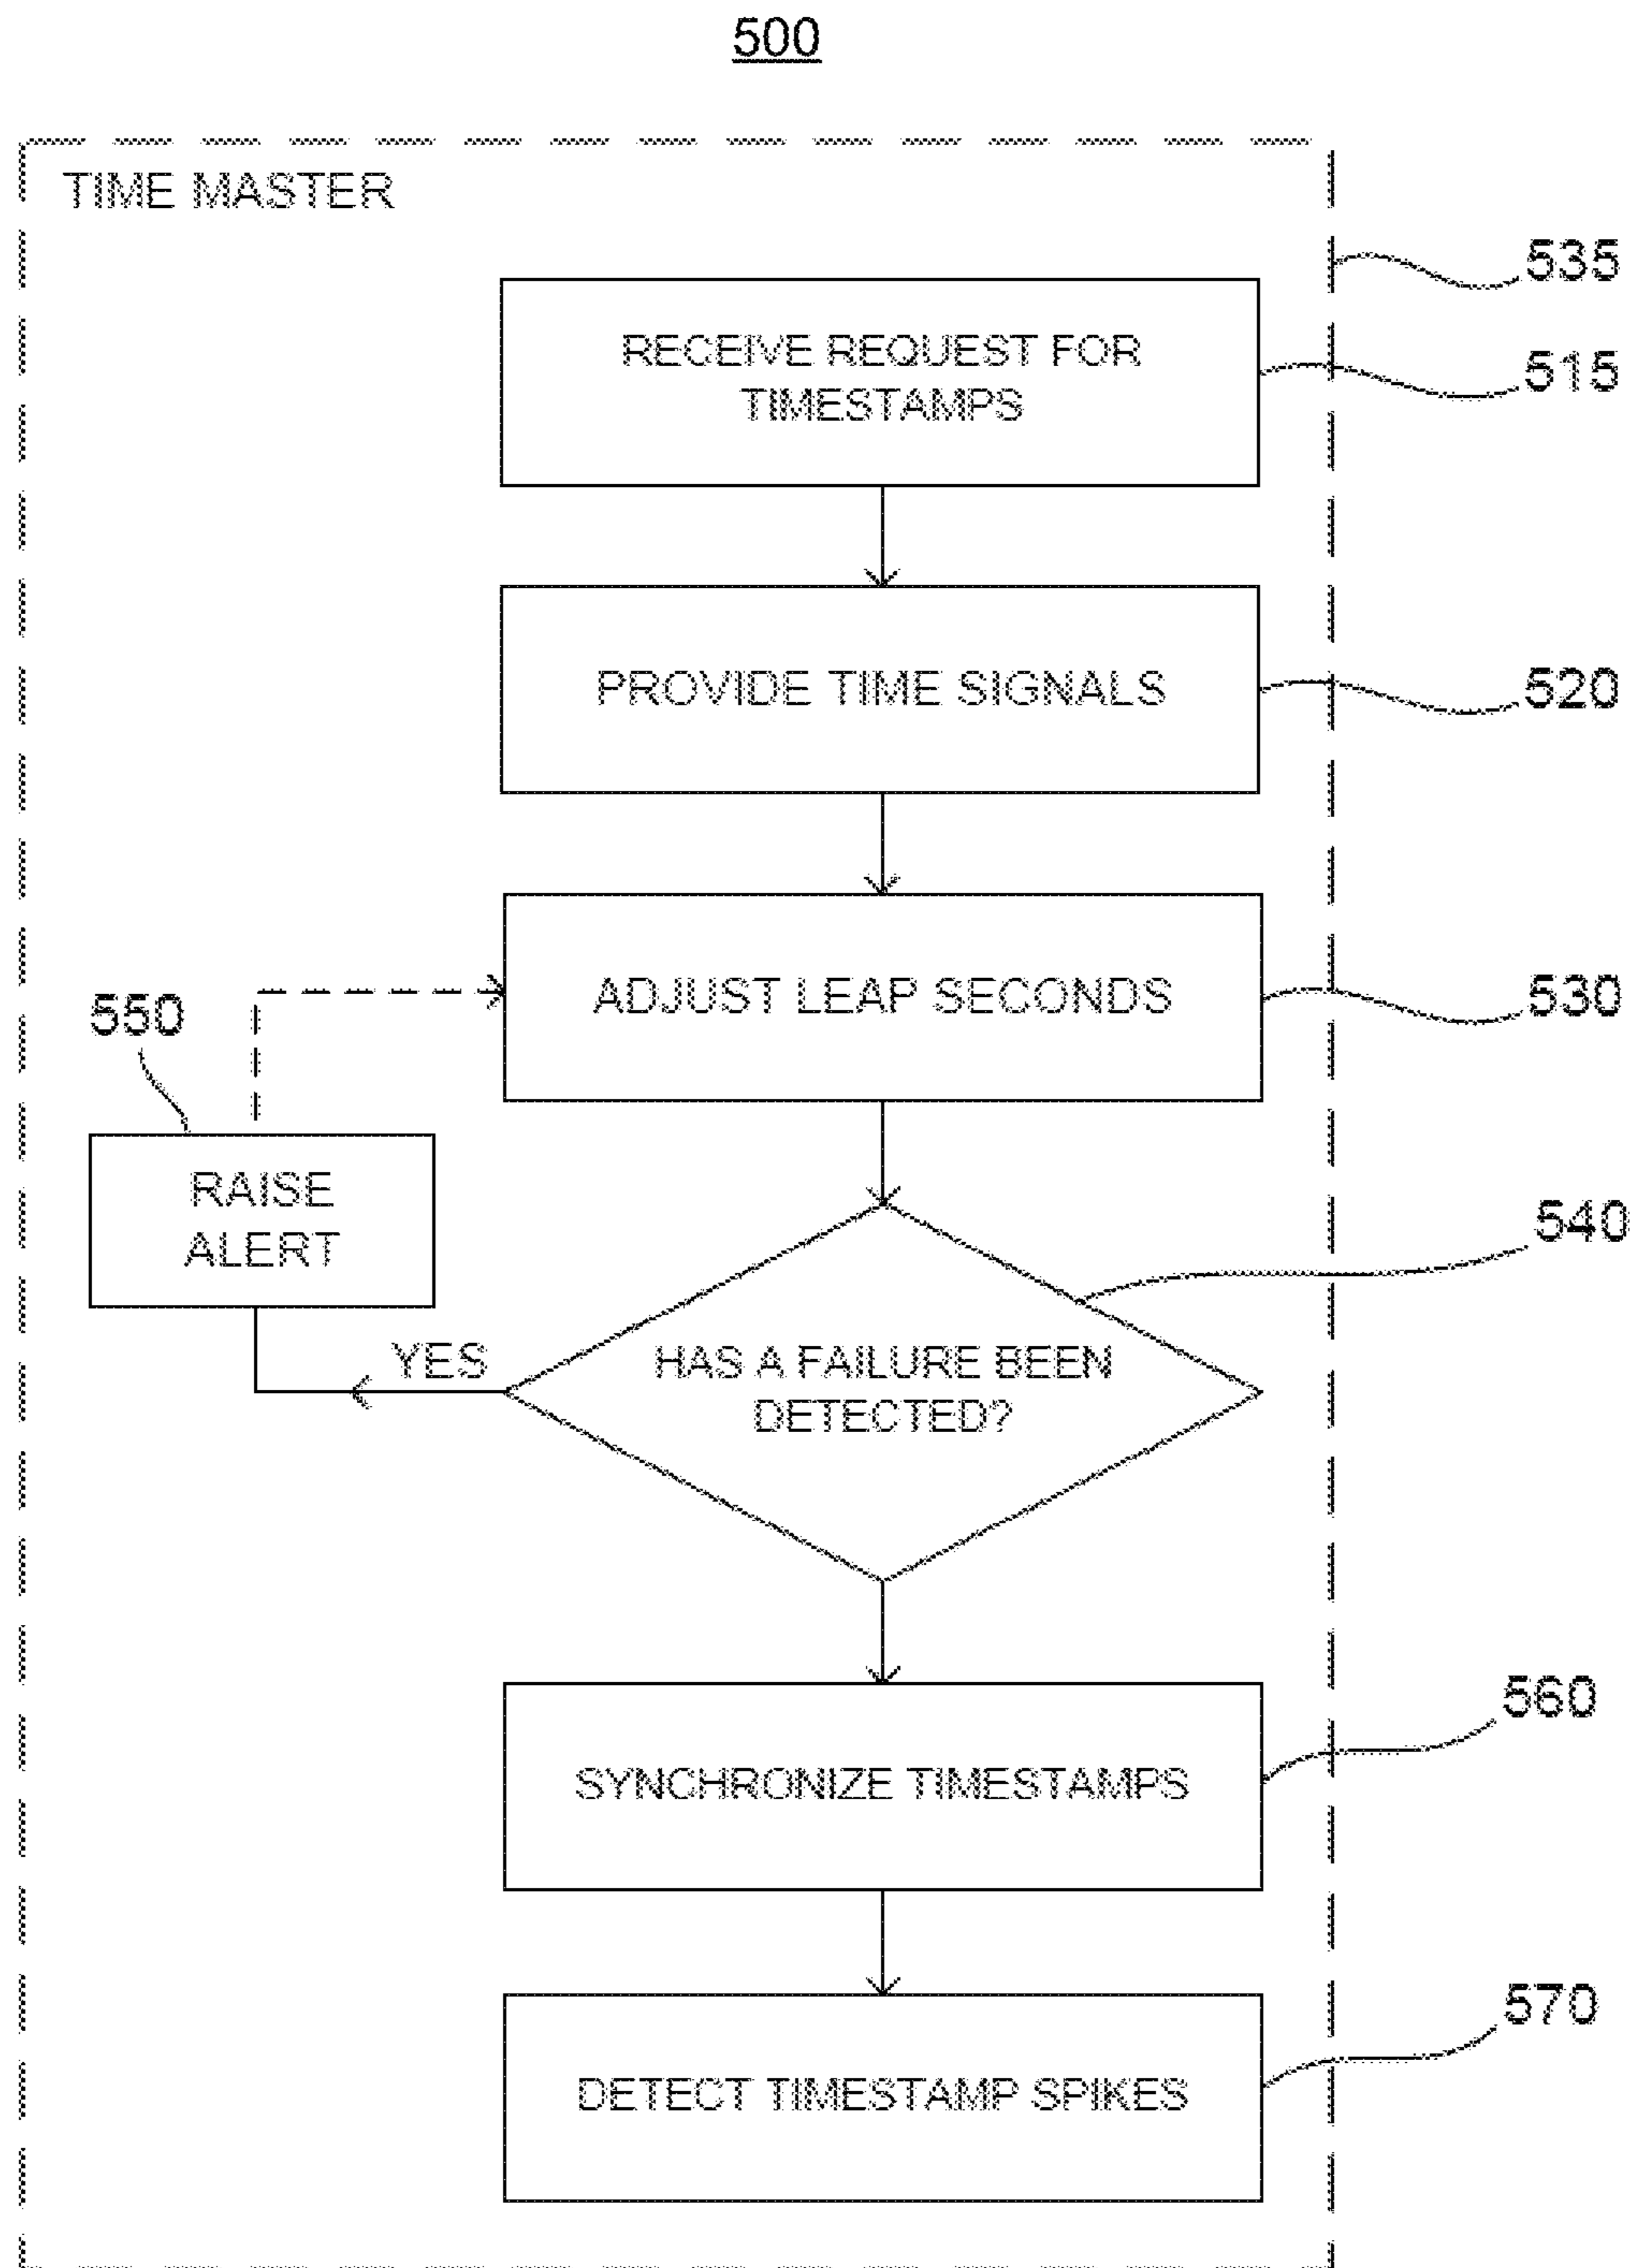 500
TIME MASTER
535
RECEIVE REQUEST FOR
TIMESTAMPS
515
PROVIDE TIME SIGNALS
520
ADJUST LEAP SECONDS
530
550
RAISE
ALERT
540
YES
HAS A FAILURE BEEN
DETECTED?
560
SYNCHRONIZE TIMESTAMPS
570
DETECT TIMESTAMP SPIKES